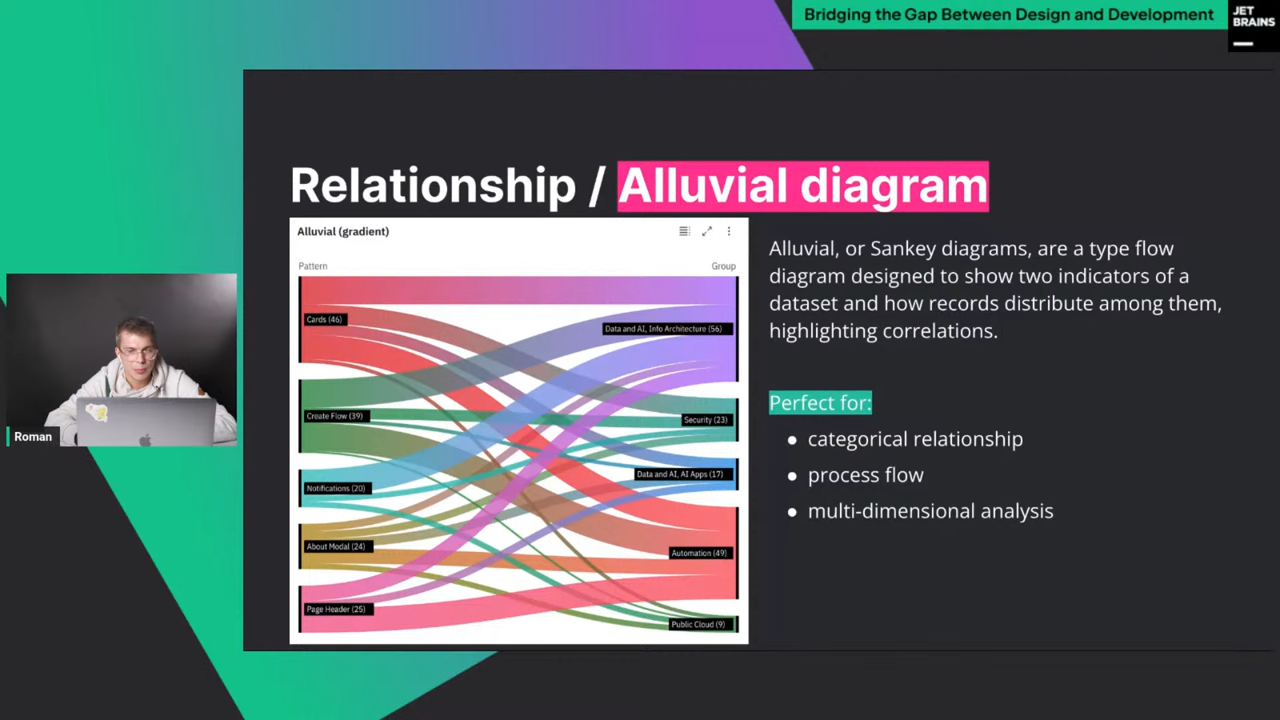 Bridging the Gap Between Design and Development
JET
BRAINS
Relationship / Alluvial diagram
Alluvial (gradient)
Pattern
Group
Cards (46)
Create Flow (39)
Notifications (20)
About Modal (24)
Page Header (25)
Data and AI, Info Architecture (56)
Security (23)
Data and AI, AI Apps (17)
Automation (49)
Public Cloud (9)
Alluvial, or Sankey diagrams, are a type flow
diagram designed to show two indicators of a
dataset and how records distribute among them,
highlighting correlations.
Perfect for:
● categorical relationship
● process flow
● multi-dimensional analysis
Roman